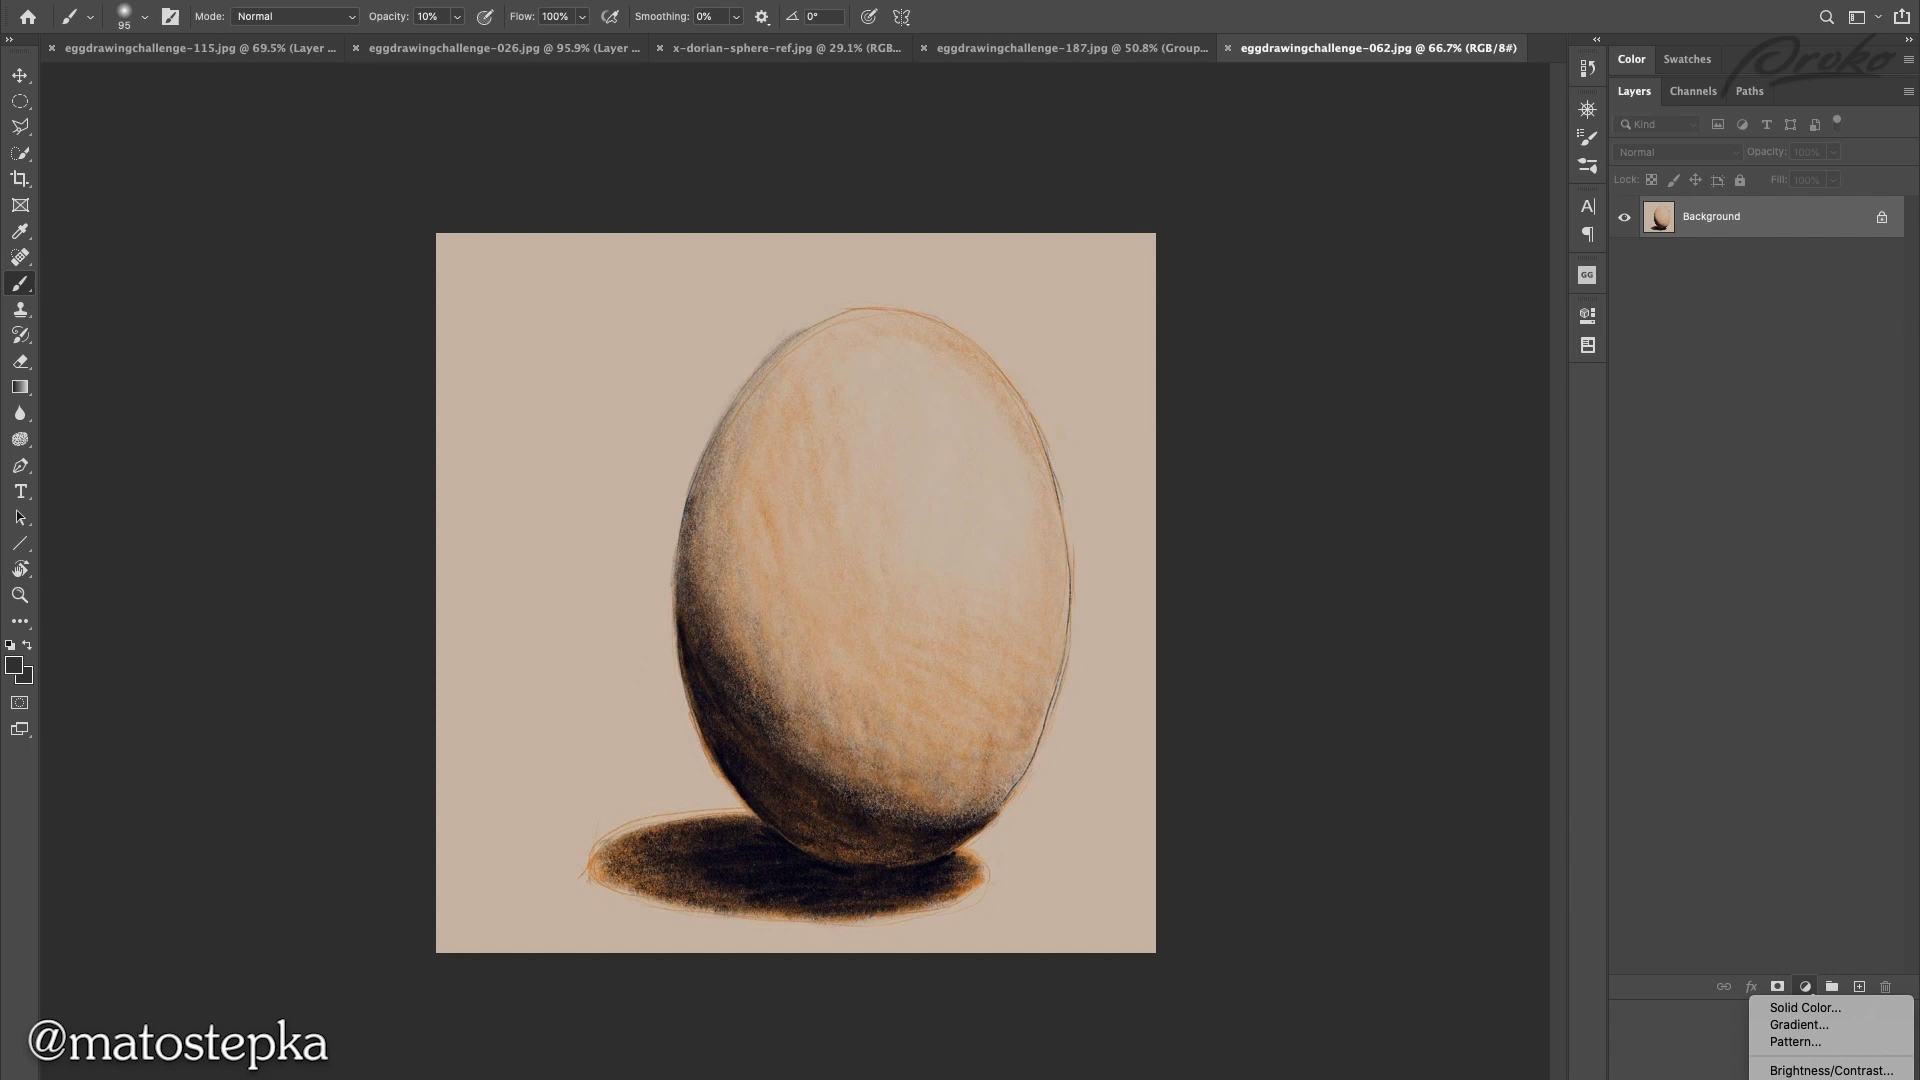 95
Mode: Normal Opacity: 10% Flow: 100% Smoothing: 0% 0°
eggdrawingchallenge-115.jpg @ 69.5% (Layer ... eggdrawingchallenge-026.jpg @ 95.9% (Layer ... x-dorian-sphere-ref.jpg @ 29.1% (RGB... eggdrawingchallenge-187.jpg @ 50.8% (Group... eggdrawingchallenge-062.jpg @ 66.7% (RGB/8#)
Color Swatches
Proko
Layers Channels Paths
Kind
Normal Opacity: 100%
Lock: Fill: 100%
Background
GG
fx
Solid Color...
Gradient...
Pattern...
Brightness/Contrast...
@matostepka